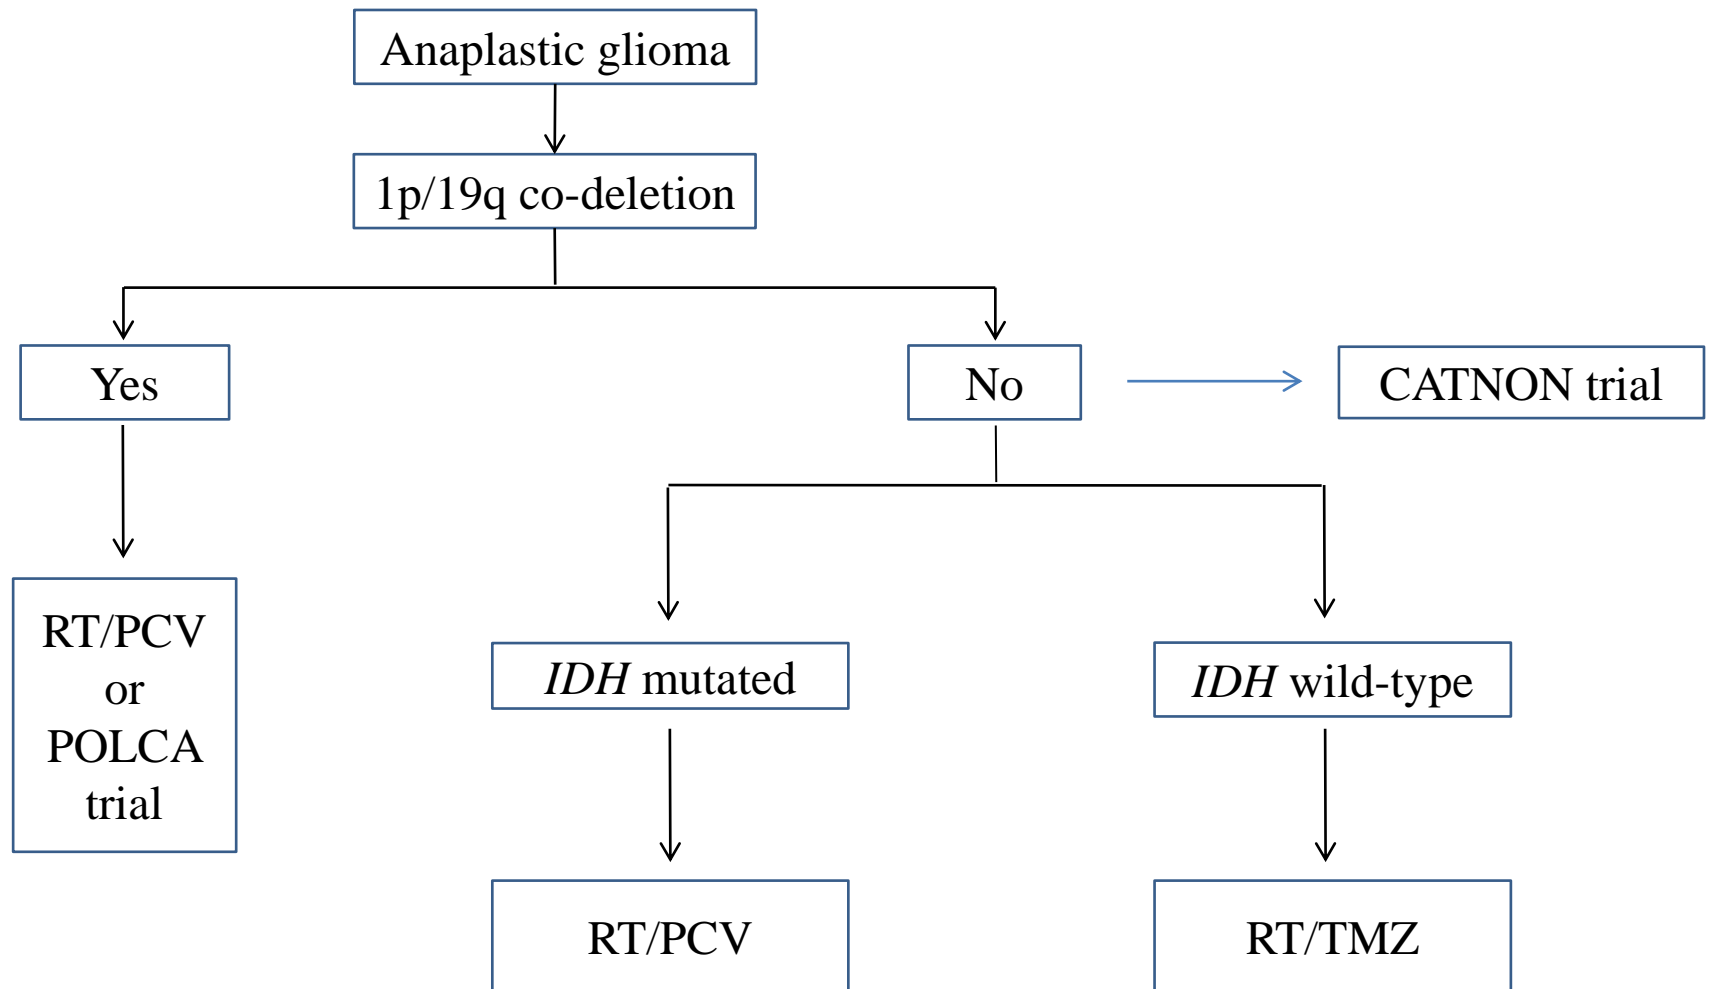 Anaplastic glioma
1p/19q co-deletion
Yes
No
CATNON trial
RT/PCV
or
POLCA
trial
IDH mutated
IDH wild-type
RT/PCV
RT/TMZ